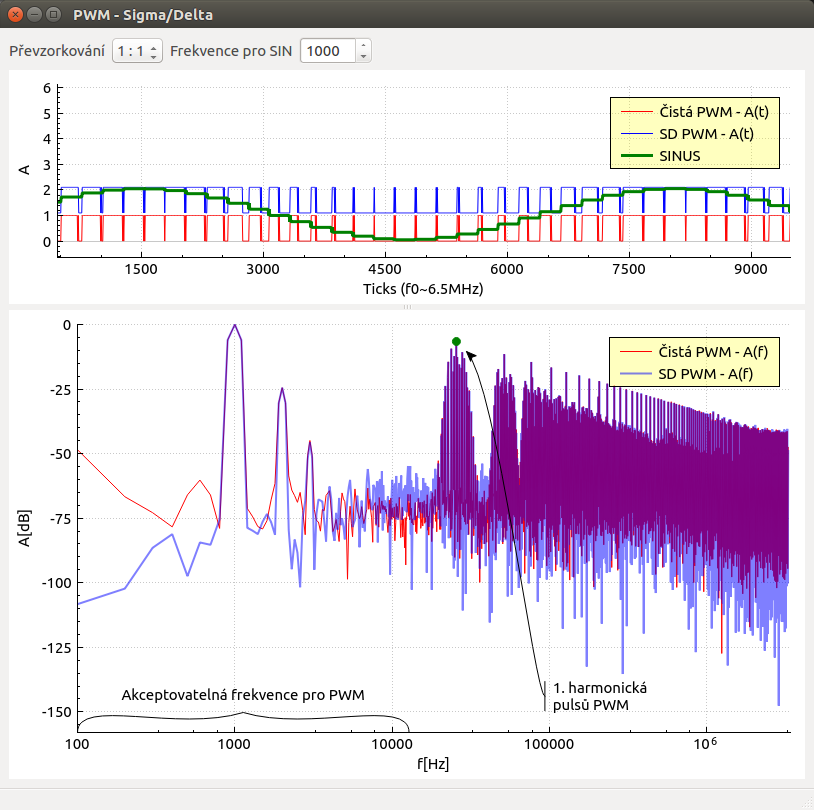 PWM - Sigma/Delta
Převzorkování 1 : 1 Frekvence pro SIN 1000
6
5
4
3
2
1
0
A
Čistá PWM - A(t)
SD PWM - A(t)
SINUS
1500 3000 4500 6000 7500 9000
Ticks (f0~6.5MHz)
0
-25
-50
-75
-100
-125
-150
A[dB]
Čistá PWM - A(f)
SD PWM - A(f)
Akceptovatelná frekvence pro PWM
1. harmonická
pulsů PWM
100 1000 10000 100000 10⁶
f[Hz]